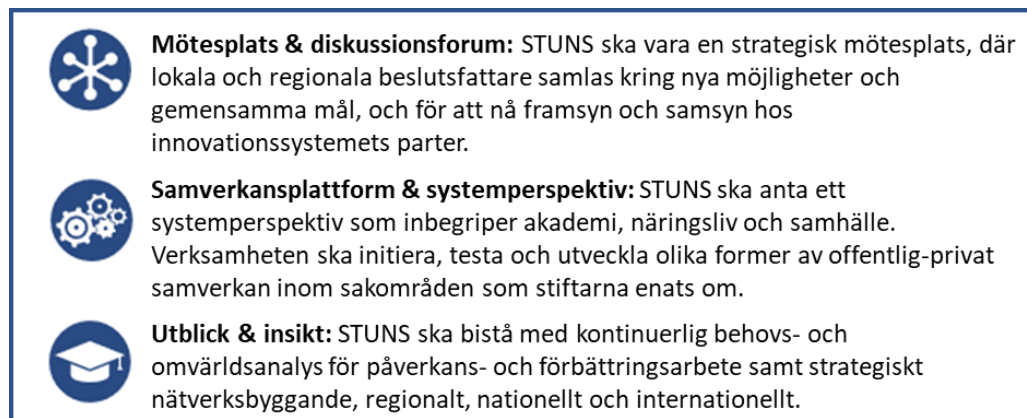 Mötesplats & diskussionsforum: STUNS ska vara en strategisk mötesplats, där
lokala och regionala beslutsfattare samlas kring nya möjligheter och
gemensamma mål, och för att nå framsyn och samsyn hos
innovationssystemets parter.
Samverkansplattform & systemperspektiv: STUNS ska anta ett
systemperspektiv som inbegriper akademi, näringsliv och samhälle.
Verksamheten ska initiera, testa och utveckla olika former av offentlig-privat
samverkan inom sakområden som stiftarna enats om.
Utblick & insikt: STUNS ska bistå med kontinuerlig behovs- och
omvärldsanalys för påverkans- och förbättringsarbete samt strategiskt
nätverksbyggande, regionalt, nationellt och internationellt.